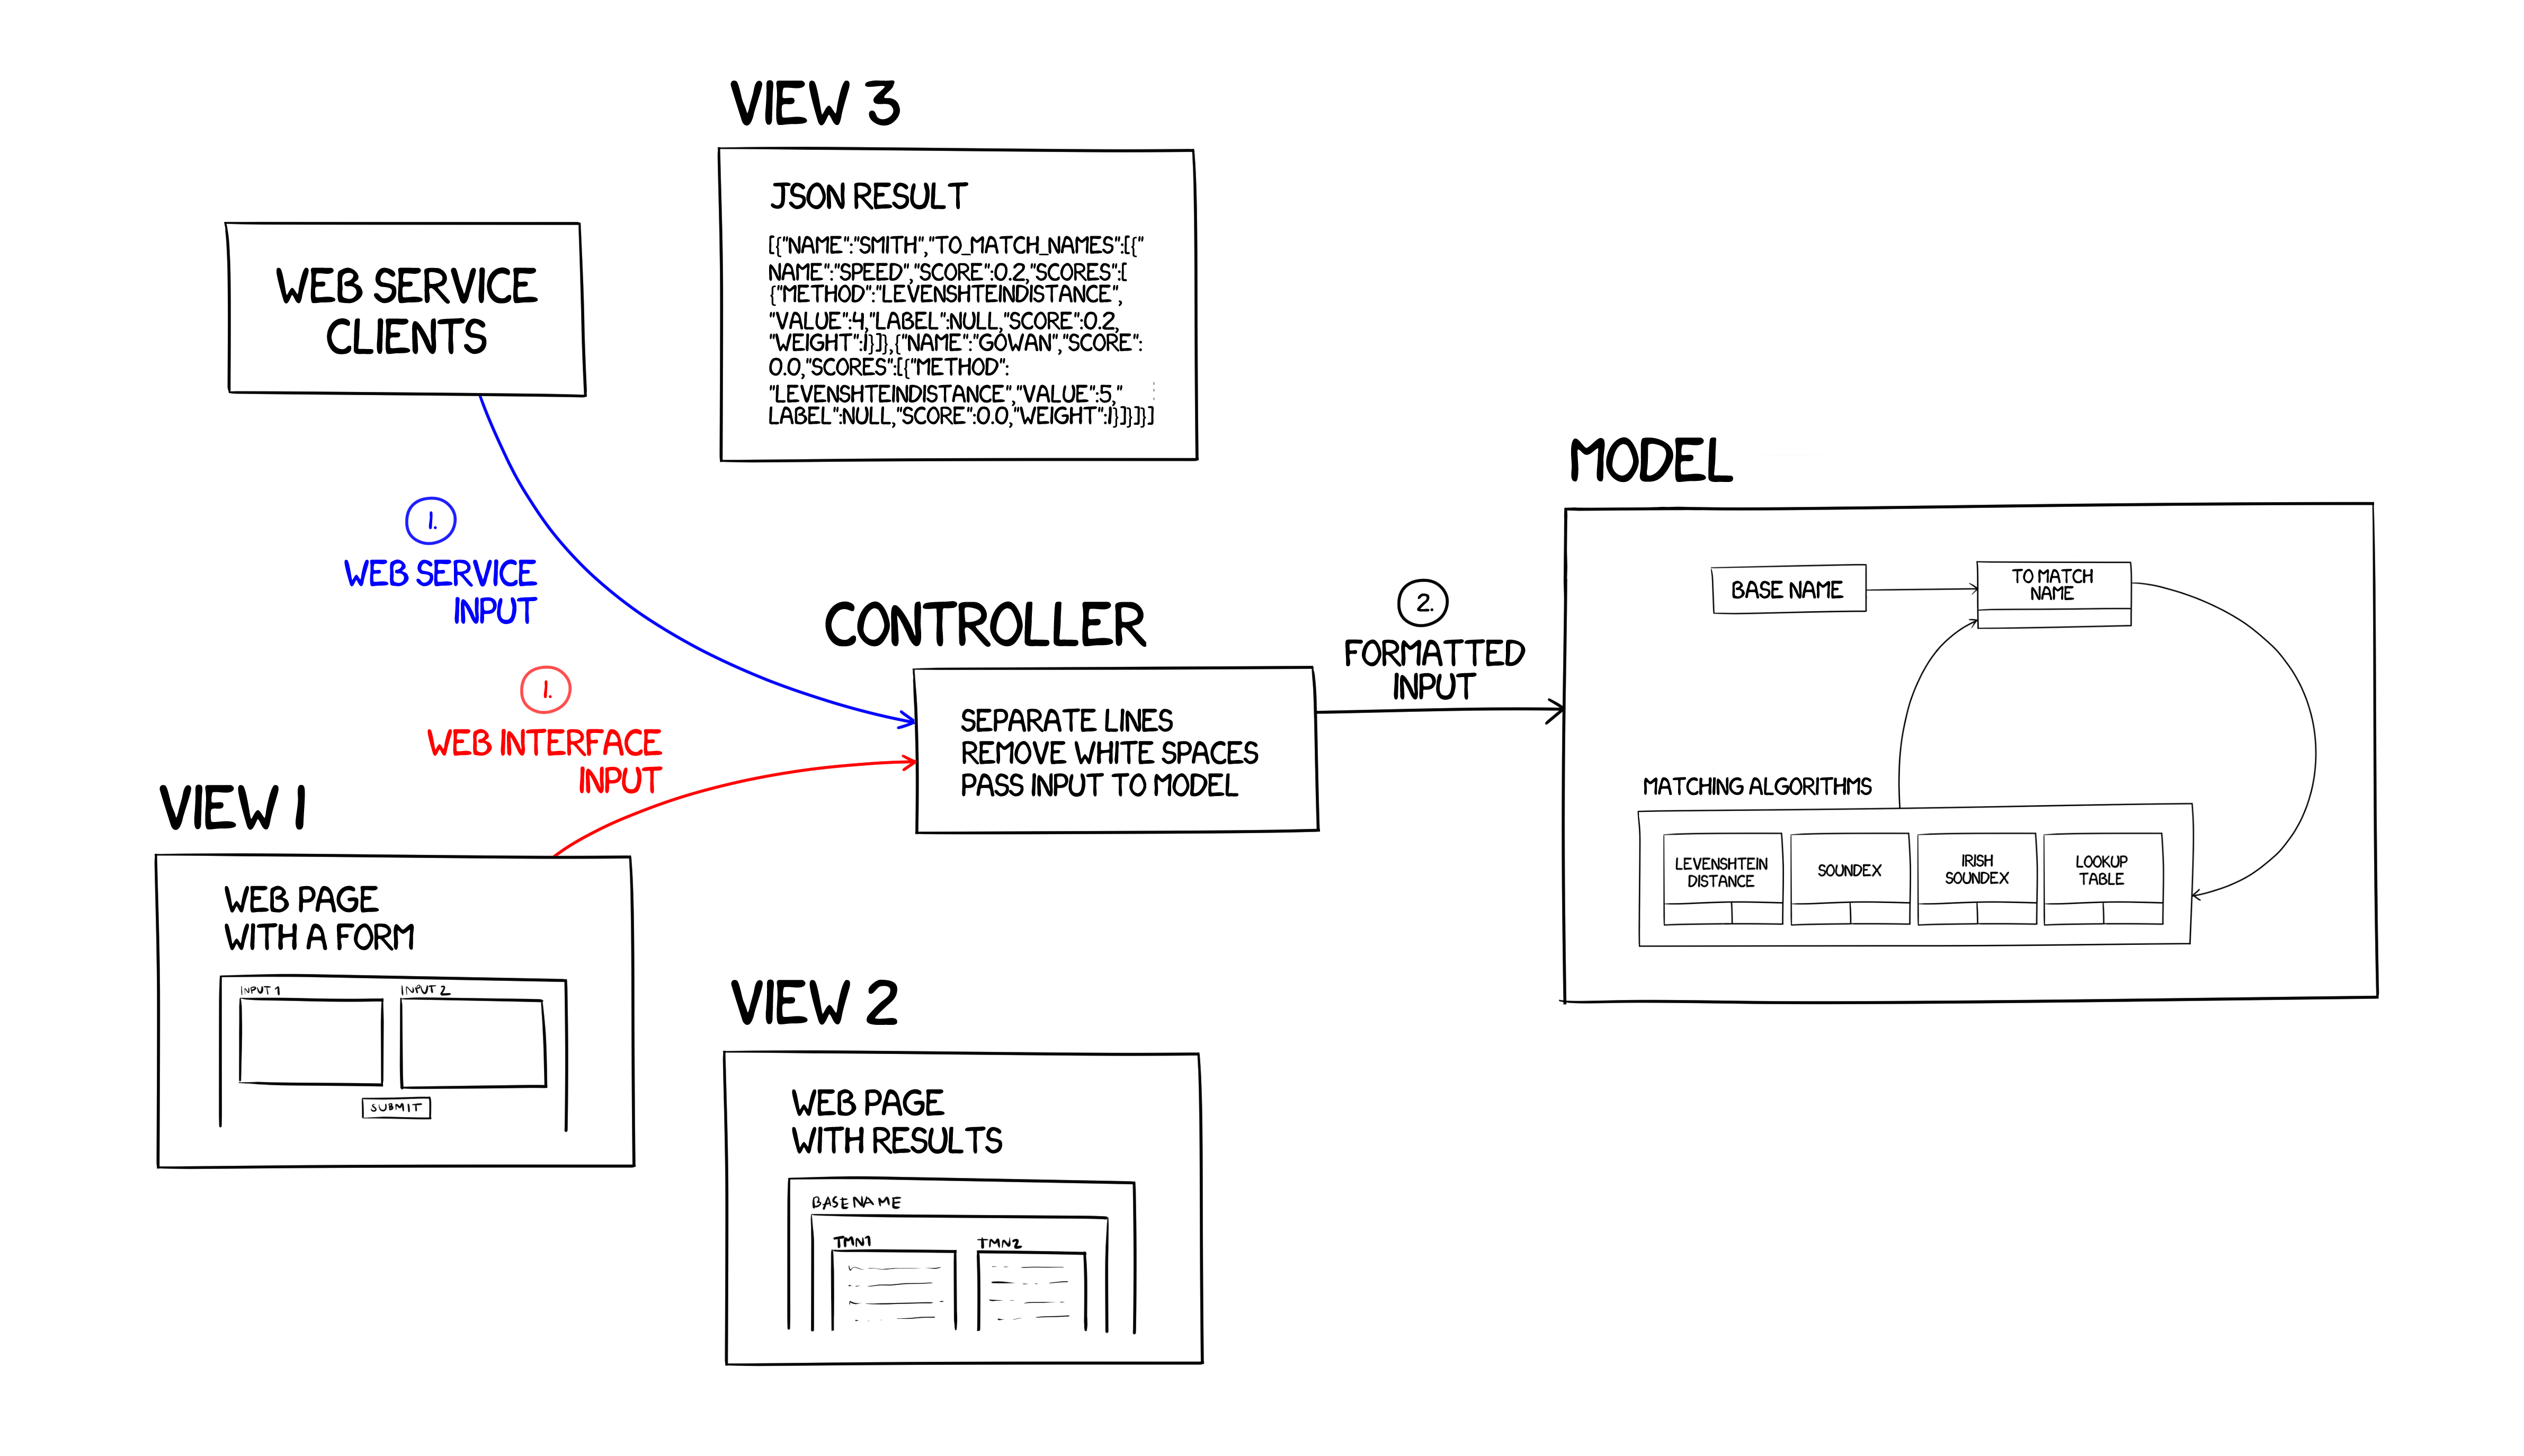 VIEW 3
JSON RESULT
[{"NAME":"SMITH","TO_MATCH_NAMES":[{"
NAME":"SPEED","SCORE":0.2,"SCORES":[
{"METHOD":"LEVENSHTEINDISTANCE",
"VALUE":4,"LABEL":NULL,"SCORE":0.2,
"WEIGHT":1}]},{"NAME":"GOWAN","SCORE":
0.0,"SCORES":[{"METHOD":
"LEVENSHTEINDISTANCE","VALUE":5,"
LABEL":NULL,"SCORE":0.0,"WEIGHT":1}]}]}]
WEB SERVICE
CLIENTS
1.
WEB SERVICE
INPUT
1.
WEB INTERFACE
INPUT
VIEW 1
WEB PAGE
WITH A FORM
INPUT 1
INPUT 2
SUBMIT
CONTROLLER
SEPARATE LINES
REMOVE WHITE SPACES
PASS INPUT TO MODEL
2.
FORMATTED
INPUT
MODEL
BASE NAME
TO MATCH
NAME
MATCHING ALGORITHMS
LEVENSHTEIN
DISTANCE
SOUNDEX
IRISH
SOUNDEX
LOOKUP
TABLE
VIEW 2
WEB PAGE
WITH RESULTS
BASE NAME
TMN1
TMN2